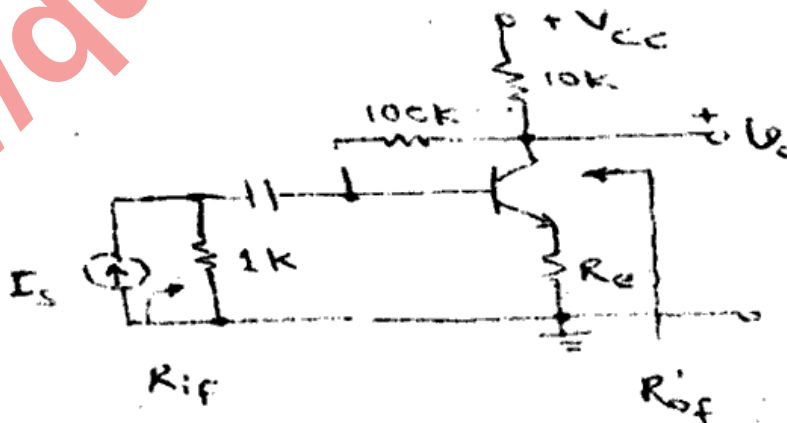 + Vcc
10K
100K
+
Vo
1K
Is
Re
Rif
R'of